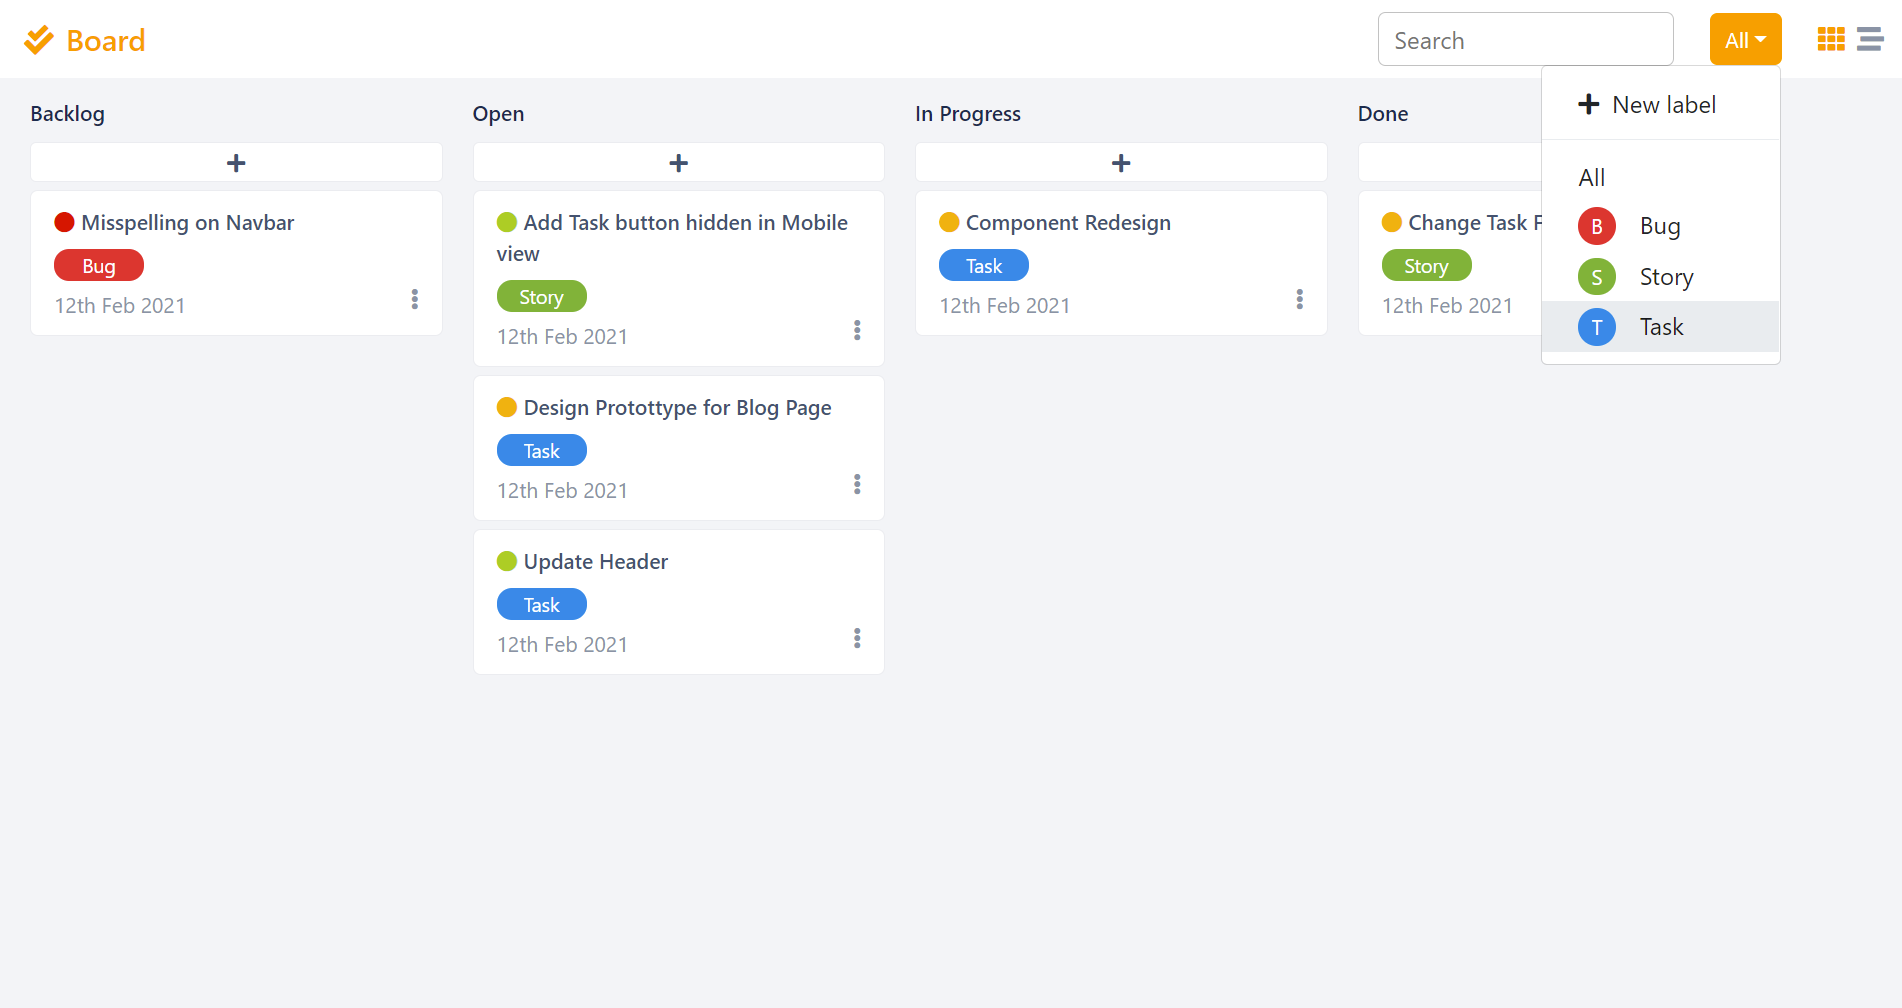 Board
Search
All
Backlog
Misspelling on Navbar
Bug
12th Feb 2021
Open
Add Task button hidden in Mobile
view
Story
12th Feb 2021
Design Protottype for Blog Page
Task
12th Feb 2021
Update Header
Task
12th Feb 2021
In Progress
Component Redesign
Task
12th Feb 2021
Done
Change Task
Story
12th Feb 2021
New label
All
B Bug
S Story
T Task